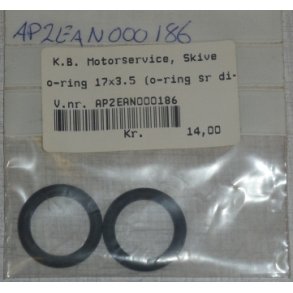 AP2EAN000186
K.B. Motorservice, Skive
o-ring 17x3.5 (o-ring sr di-
V.nr. AP2EAN000186
Kr. 14,00